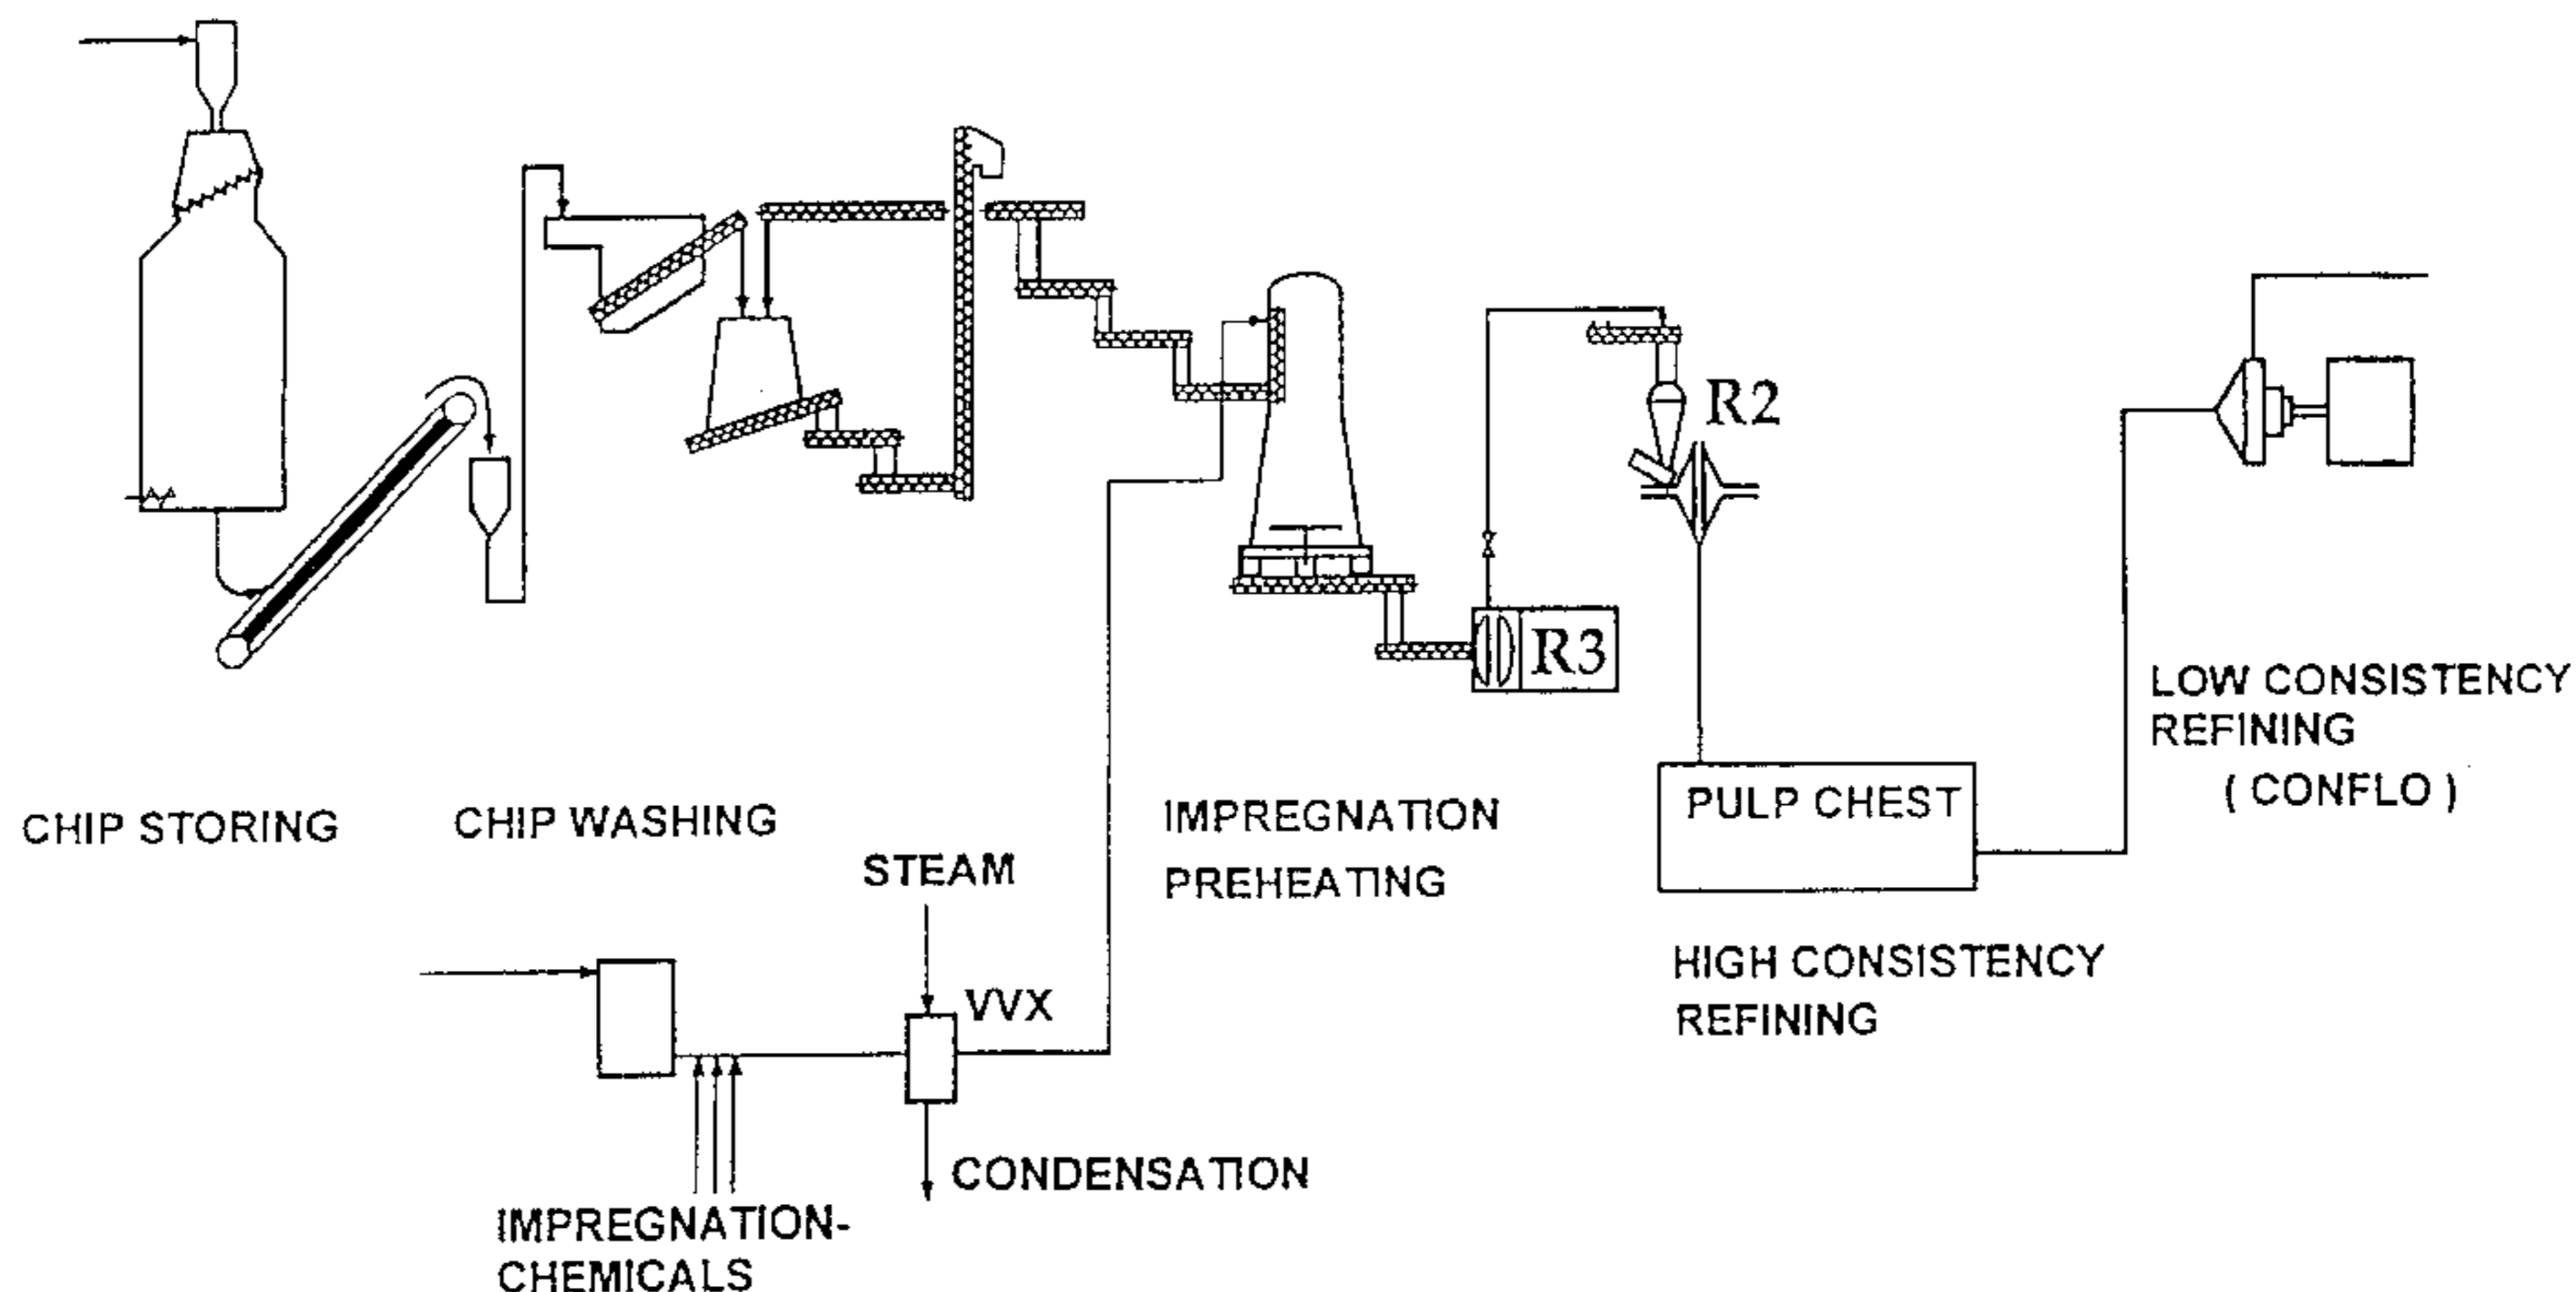 R2
R3
LOW CONSISTENCY
REFINING
( CONFLO )
PULP CHEST
CHIP STORING
CHIP WASHING
IMPREGNATION
PREHEATING
STEAM
VVX
HIGH CONSISTENCY
REFINING
CONDENSATION
IMPREGNATION-
CHEMICALS